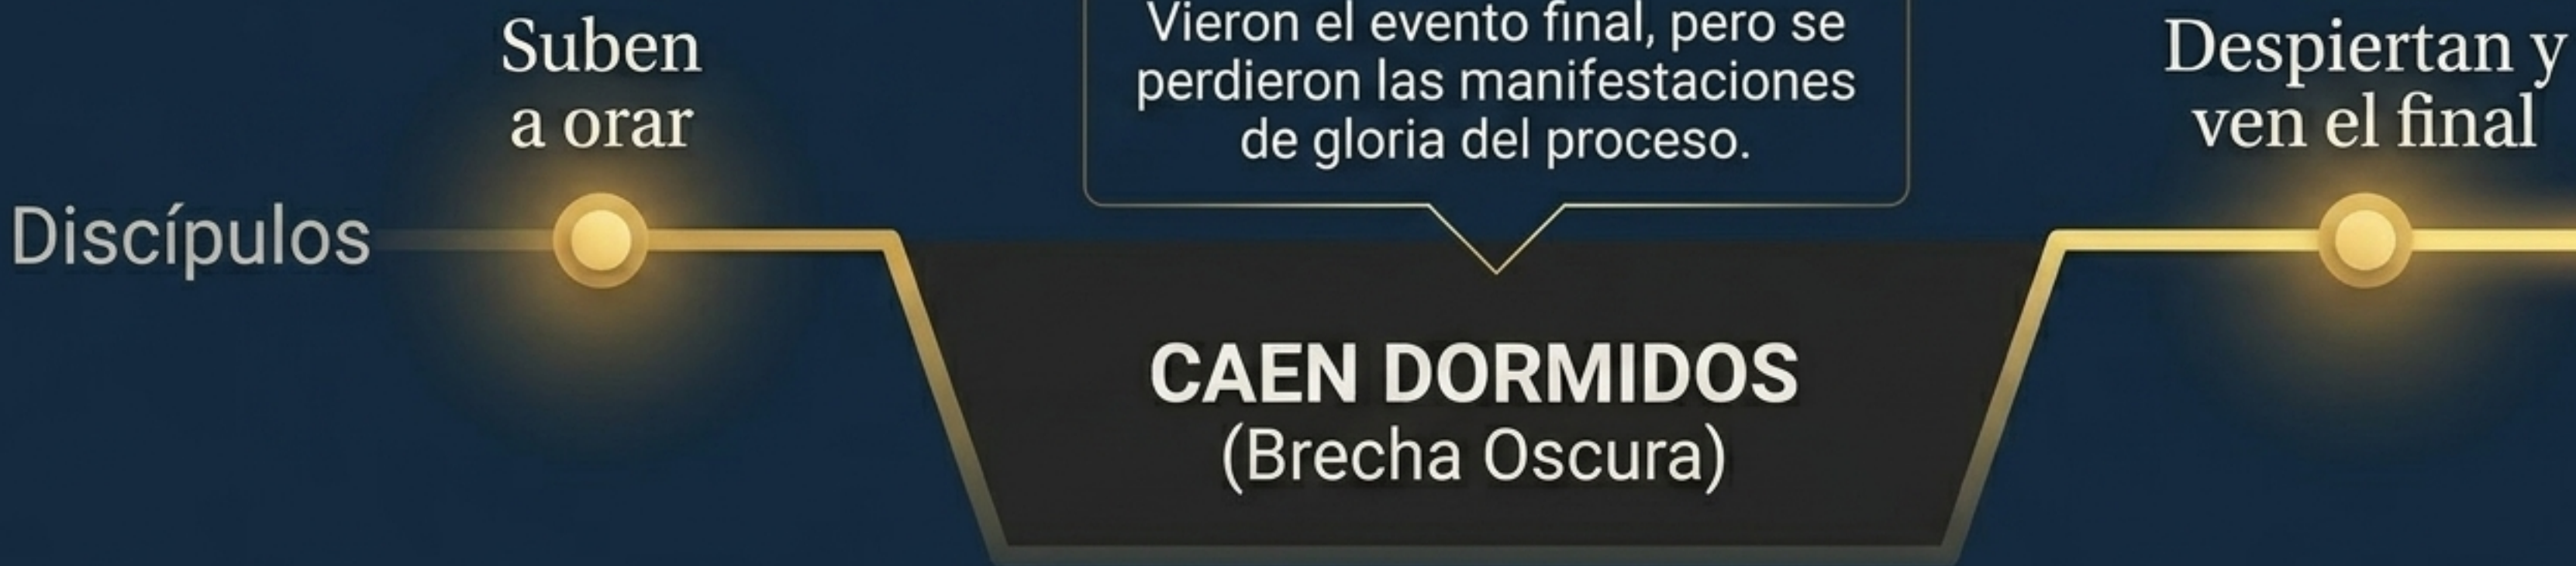 Suben
a orar
Vieron el evento final, pero se
perdieron las manifestaciones
de gloria del proceso.
Despiertan y
ven el final
Discípulos
CAEN DORMIDOS
(Brecha Oscura)